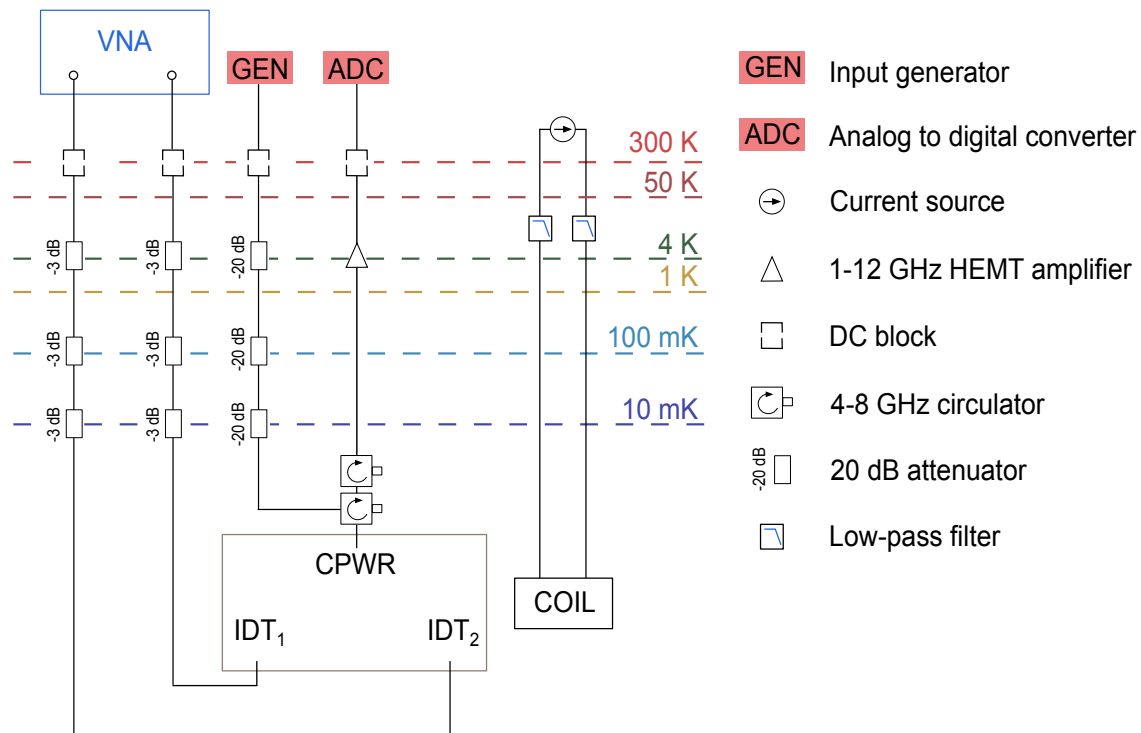 VNA
GEN
ADC
300 K
50 K
-3 dB
-3 dB
-20 dB
4 K
1 K
-3 dB
-3 dB
-20 dB
100 mK
-3 dB
-3 dB
-20 dB
10 mK
CPWR
IDT₁
IDT₂
COIL
GEN Input generator
ADC Analog to digital converter
Current source
1-12 GHz HEMT amplifier
DC block
4-8 GHz circulator
-20 dB 20 dB attenuator
Low-pass filter